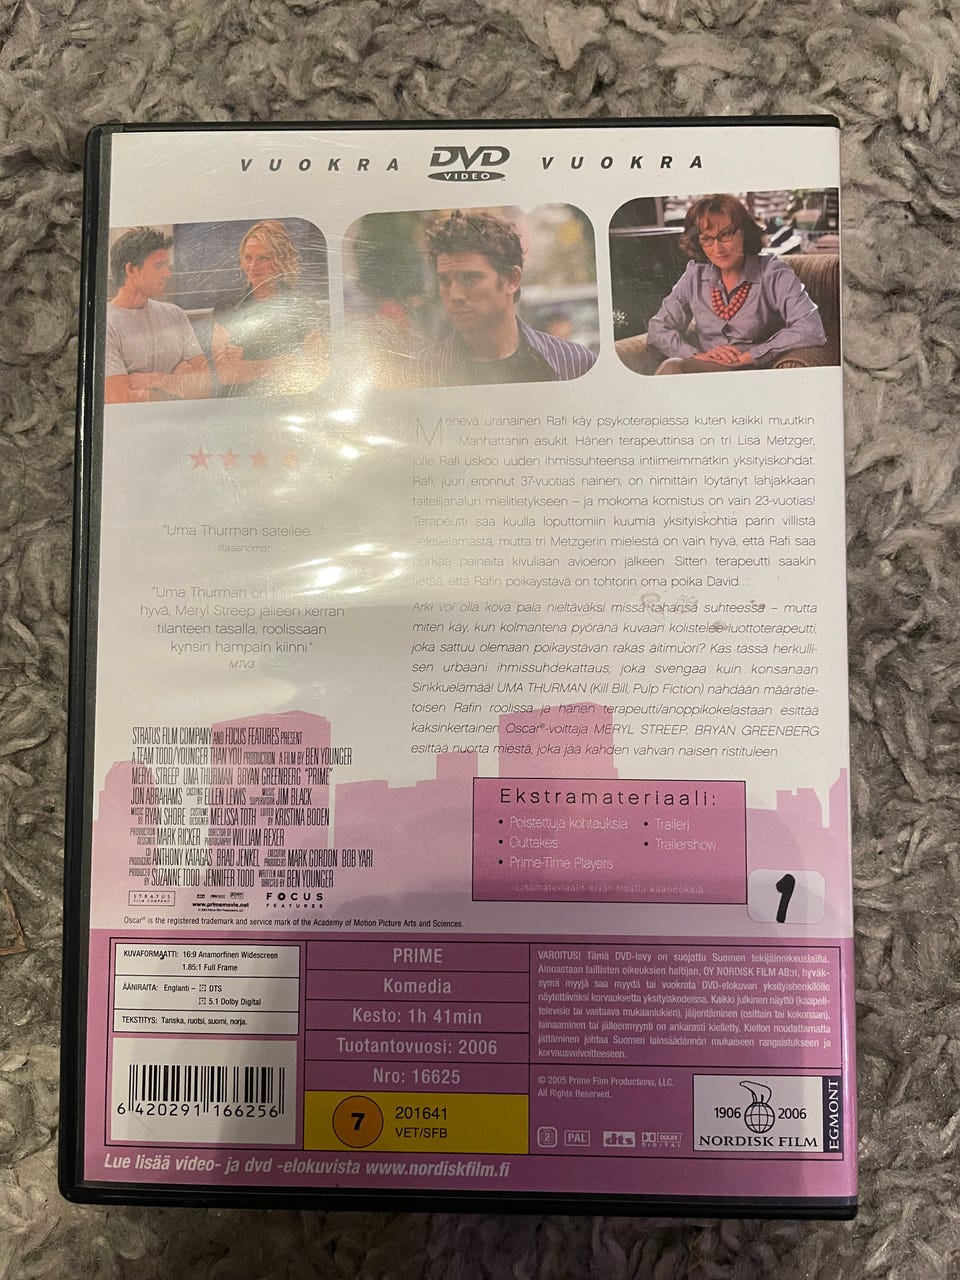 VUOKRA DVD VIDEO VUOKRA
Menevä uranainen Rafi käy psykoterapiassa kuten kaikki muutkin
Manhattanin asukit. Hänen terapeuttinsa on tri Lisa Metzger,
jolle Rafi uskoo uuden ihmissuhteensa intiimeimmätkin yksityiskohdat.
Rafi, juuri eronnut 37-vuotias nainen, on nimittäin löytänyt lahjakkaan
taiteilijanalun mielitietykseen – ja mokoma komistus on vain 23-vuotias!
Terapeutti saa kuulla loputtomiin kuumia yksityiskohtia parin villistä
seksielämästä, mutta tri Metzgerin mielestä on vain hyvä, että Rafi saa
purkaa paineita kivuliaan avioeron jälkeen. Sitten terapeutti saakin
tietää, että Rafin poikaystävä on tohtorin oma poika David...
Arki voi olla kova pala nieltäväksi missä tahansa suhteessa – mutta
miten käy, kun kolmantena pyöränä kuvaan kolistelee luottoterapeutti,
joka sattuu olemaan poikaystävän rakas äitimuori? Kas tässä herkulli-
sen urbaani ihmissuhdekattaus, joka svengaa kuin konsanaan
Sinkkuelämää! UMA THURMAN (Kill Bill, Pulp Fiction) nähdään määrätie-
toisen Rafin roolissa ja hänen terapeutti/anoppikokelastaan esittää
kaksinkertainen Oscar®-voittaja MERYL STREEP. BRYAN GREENBERG
esittää nuorta miestä, joka jää kahden vahvan naisen ristituleen.
"Uma Thurman säteilee..."
Iltasanomat
"Uma Thurman on
hyvä, Meryl Streep jälleen kerran
tilanteen tasalla, roolissaan
kynsin hampain kiinni."
MTV3
STRATUS FILM COMPANY AND FOCUS FEATURES PRESENT
A TEAM TODD/YOUNGER THAN YOU PRODUCTION A FILM BY BEN YOUNGER
MERYL STREEP UMA THURMAN BRYAN GREENBERG "PRIME"
JON ABRAHAMS CASTING BY ELLEN LEWIS MUSIC SUPERVISOR JIM BLACK
MUSIC BY RYAN SHORE COSTUME DESIGNER MELISSA TOTH EDITED BY KRISTINA BODEN
PRODUCTION DESIGNER MARK RICKER DIRECTOR OF PHOTOGRAPHY WILLIAM REXER
CO PRODUCERS ANTHONY KATAGAS BRAD JENKEL EXECUTIVE PRODUCERS MARK GORDON BOB YARI
PRODUCED BY SUZANNE TODD JENNIFER TODD WRITTEN AND DIRECTED BY BEN YOUNGER
STRATUS FILM COMPANY
www.primemovie.net
FOCUS FEATURES
Oscar® is the registered trademark and service mark of the Academy of Motion Picture Arts and Sciences.
Ekstramateriaali:
• Poistettuja kohtauksia • Traileri
• Outtakes • Trailershow
• Prime-Time Players
Lisämateriaalit eivät sisällä käännöksiä
1
KUVAFORMAATTI: 16:9 Anamorfinen Widescreen
1.85:1 Full Frame
ÄÄNIRAITA: Englanti – DTS
5.1 Dolby Digital
TEKSTITYS: Tanska, ruotsi, suomi, norja.
6 420291 166256
PRIME
Komedia
Kesto: 1h 41min
Tuotantovuosi: 2006
Nro: 16625
7 201641
VET/SFB
VAROITUS! Tämä DVD-levy on suojattu Suomen tekijäinoikeuslailla.
Ainoastaan laillisten oikeuksien haltijan, OY NORDISK FILM AB:n, hyväk-
symä myyjä saa myydä tai vuokrata DVD-elokuvan yksityishenkilölle
näytettäväksi korvauksetta yksityiskodeissa. Kaikki julkinen näyttö (kaapeli-
televisio tai vastaava mukaanlukien), jäljentäminen (osittain tai kokonaan),
lainaaminen tai jälleenmyynti on ankarasti kielletty. Kiellon noudattamatta
jättäminen johtaa Suomen lainsäädännön mukaiseen rangaistukseen ja
korvausvelvoitteeseen.
© 2005 Prime Film Productions, LLC.
All Rights Reserved.
2 PAL dts DOLBY DIGITAL
1906 2006
NORDISK FILM
EGMONT
Lue lisää video- ja dvd -elokuvista www.nordiskfilm.fi